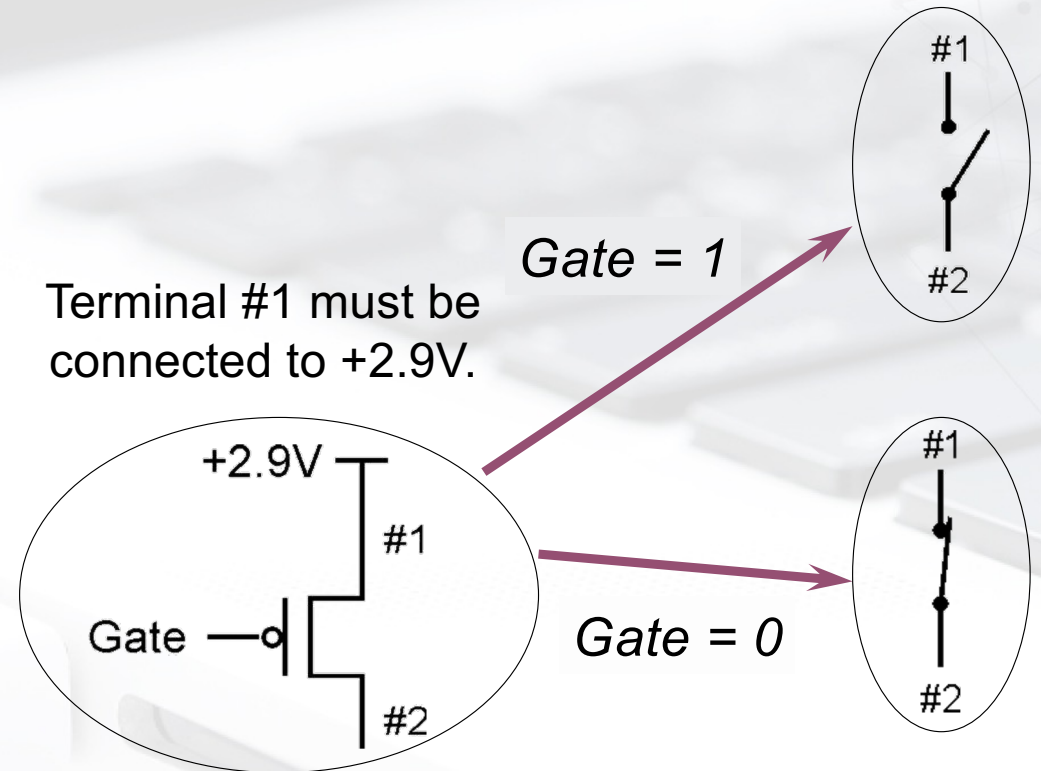 Terminal #1 must be
connected to +2.9V.
+2.9V
#1
Gate
#2
Gate = 1
#1
#2
Gate = 0
#1
#2